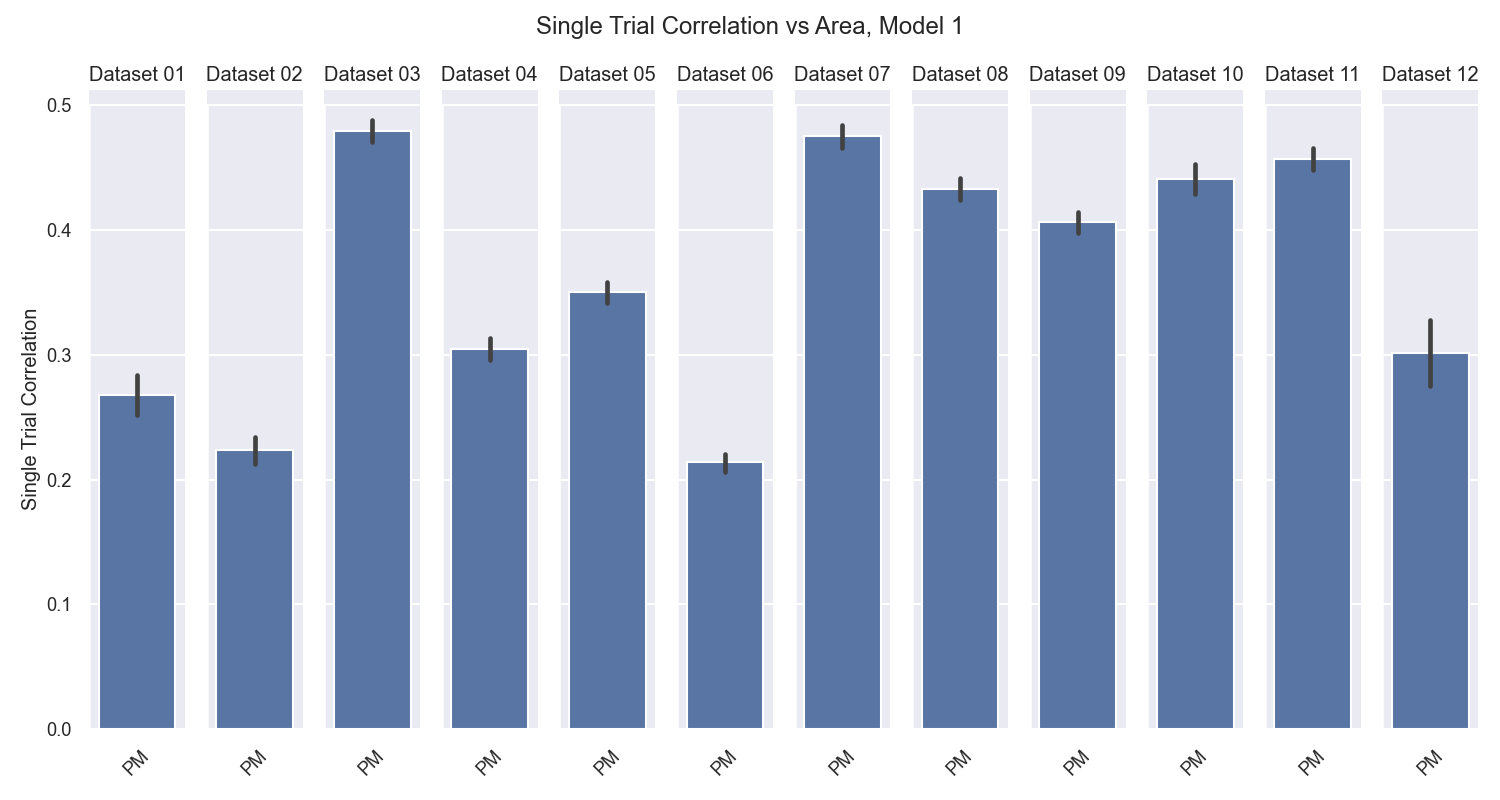 Single Trial Correlation vs Area, Model 1
Dataset 01
Dataset 02
Dataset 03
Dataset 04
Dataset 05
Dataset 06
Dataset 07
Dataset 08
Dataset 09
Dataset 10
Dataset 11
Dataset 12
Single Trial Correlation
0.5
0.4
0.3
0.2
0.1
0.0
PM
PM
PM
PM
PM
PM
PM
PM
PM
PM
PM
PM